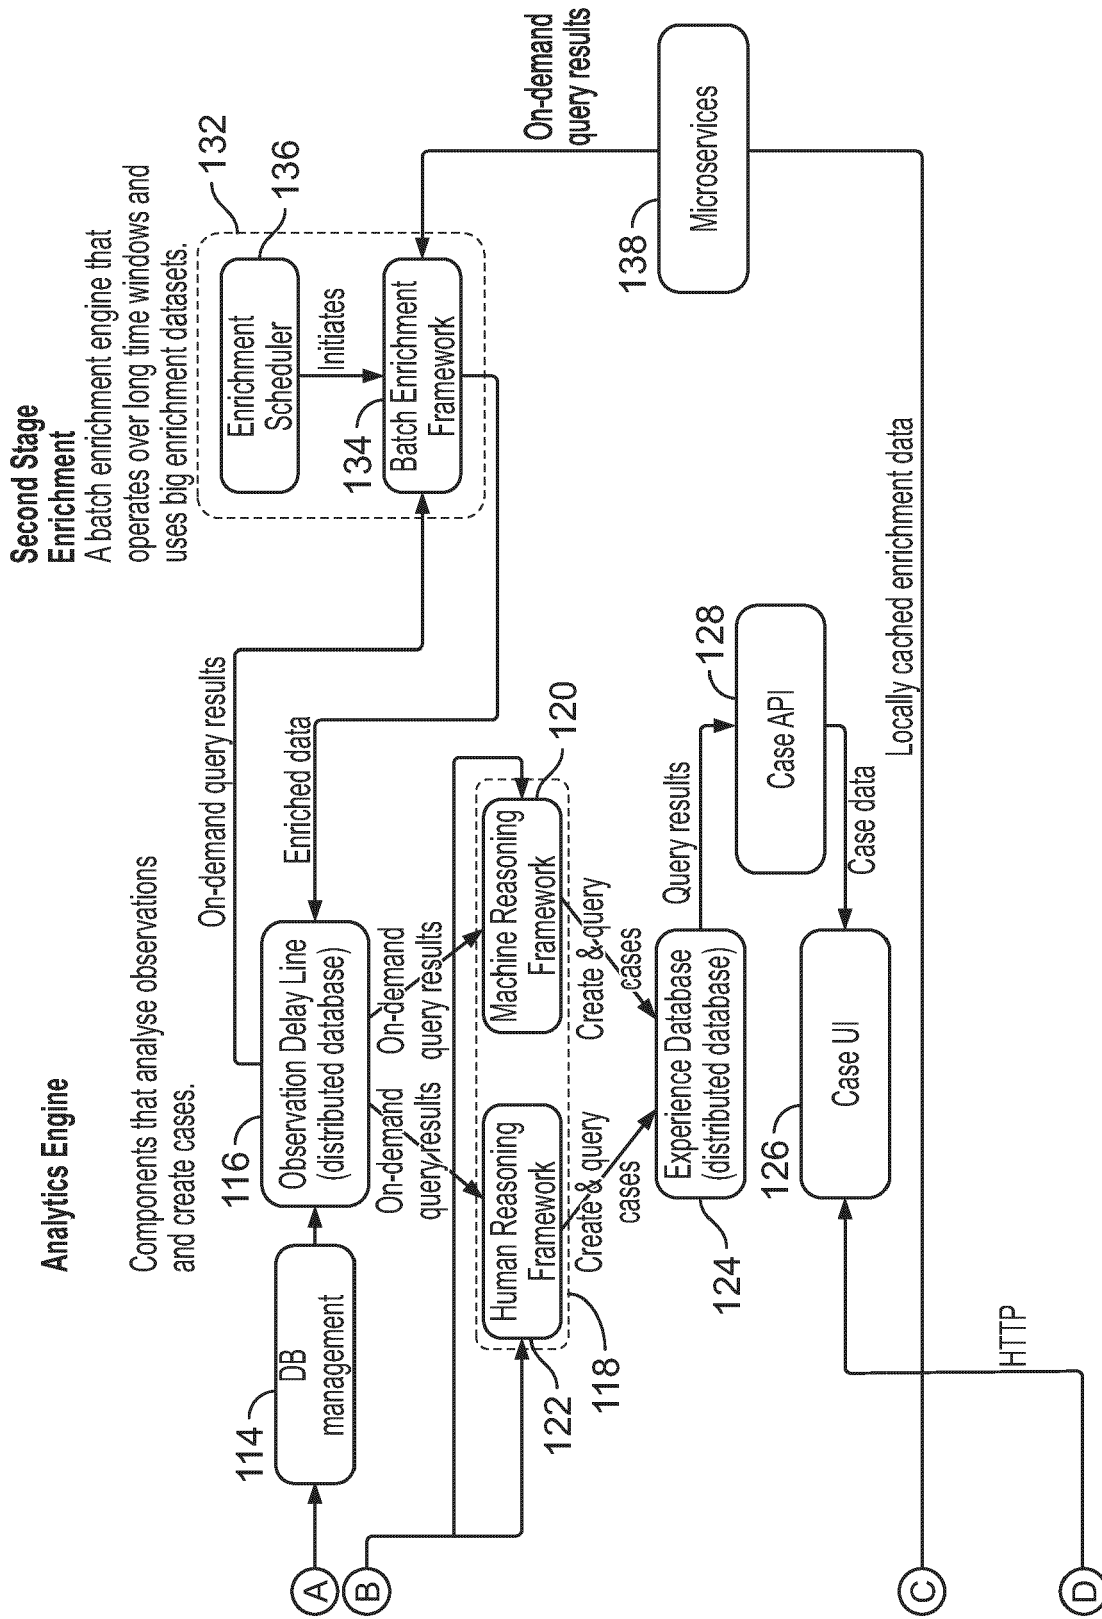 Analytics Engine
Components that analyse observations
and create cases.
Second Stage
Enrichment
A batch enrichment engine that
operates over long time windows and
uses big enrichment datasets.
132
136
Enrichment
Scheduler
Initiates
134
Batch Enrichment
Framework
On-demand
query results
138
Microservices
On-demand query results
Enriched data
114
DB
management
116
Observation Delay Line
(distributed database)
On-demand
query results
On-demand
query results
120
Human Reasoning
Framework
Machine Reasoning
Framework
122
118
Create & query
cases
Create & query
cases
Experience Database
(distributed database)
124
Query results
128
Case API
Case data
126
Case UI
Locally cached enrichment data
HTTP
A
B
C
D